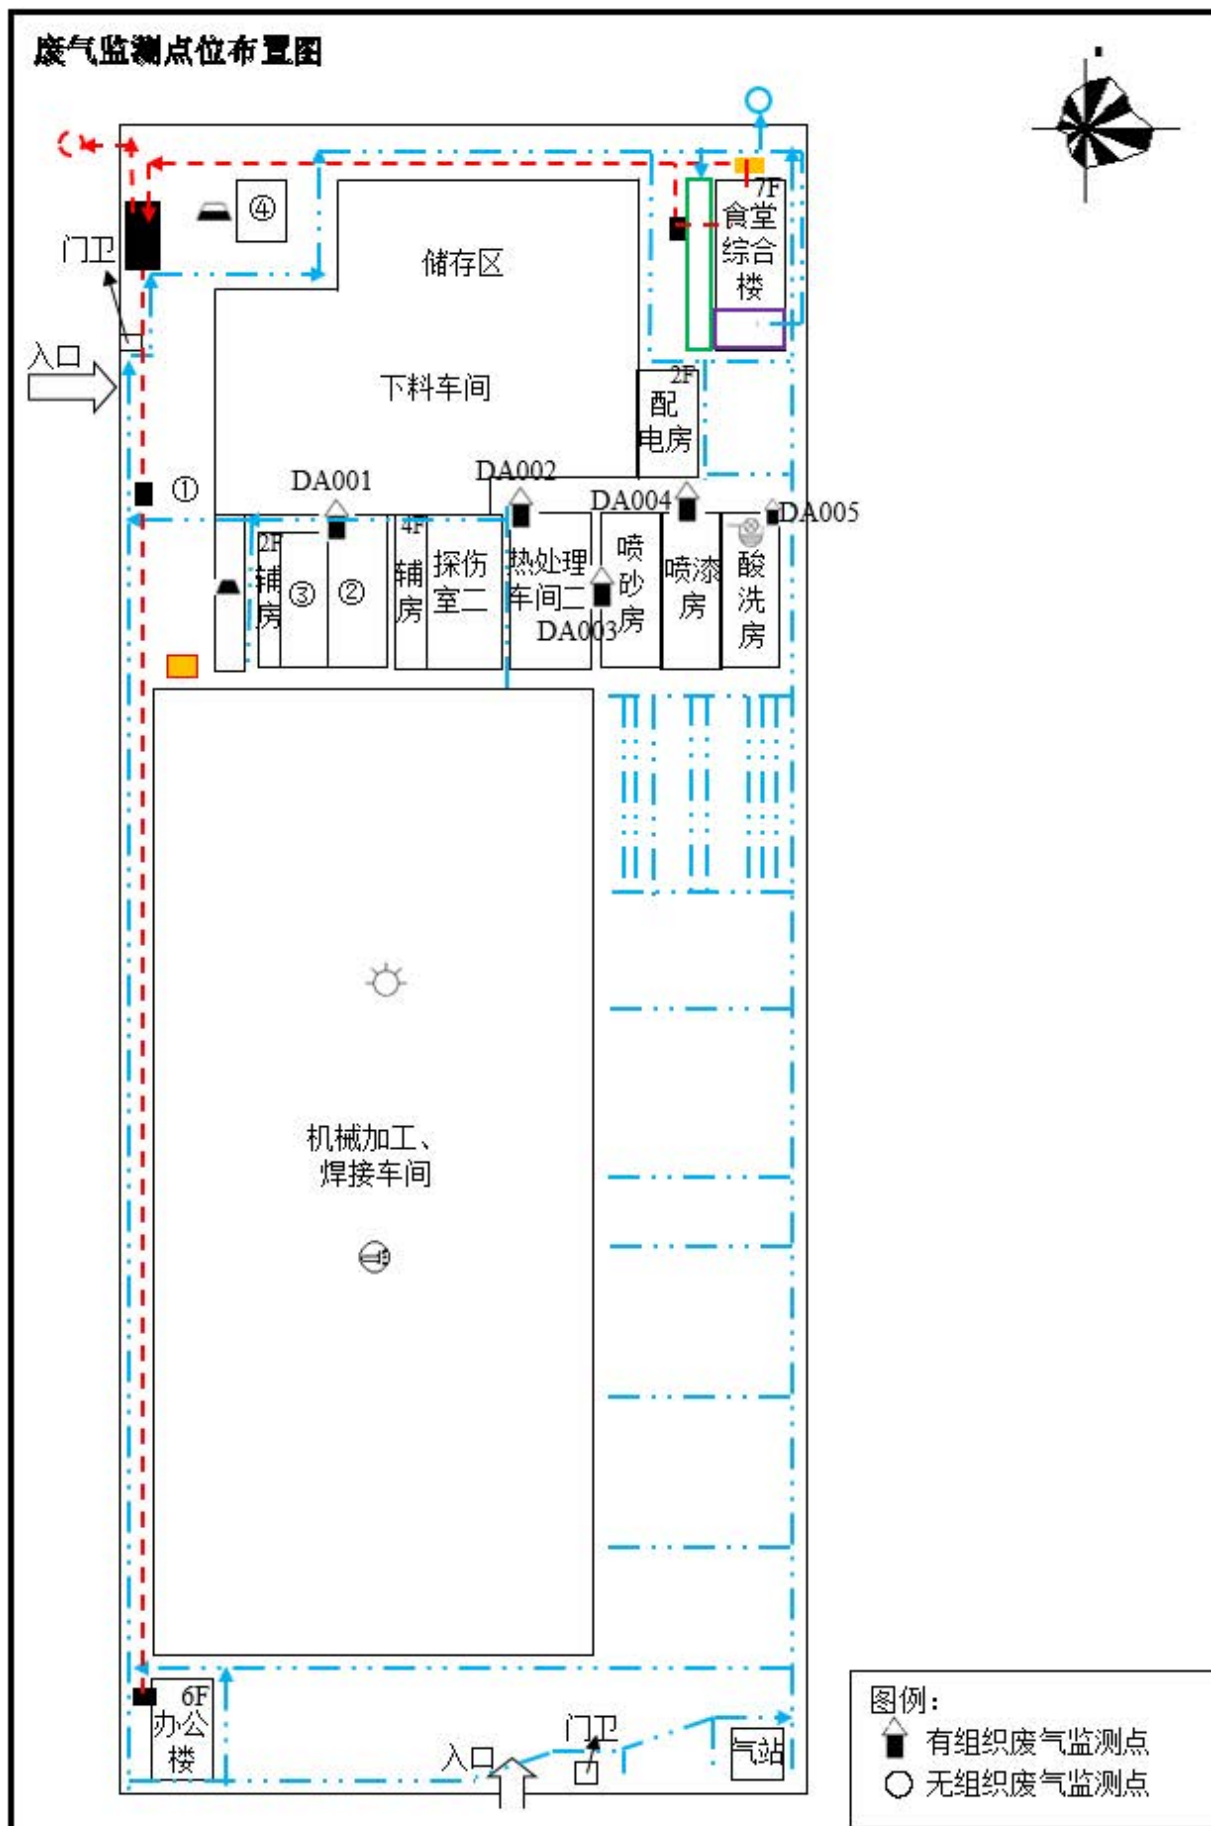 废气监测点位布置图
7F
食堂
综合
楼
④
门卫
储存区
入口
下料车间
2F
配
电房
①
DA001
DA002
DA004
DA005
2F
辅
房
③
②
4F
辅
房
探伤
室二
热处理
车间二
DA003
喷
砂
房
喷漆
房
酸
洗
房
机械加工、
焊接车间
6F
办公
楼
入口
门卫
气站
图例：
有组织废气监测点
无组织废气监测点